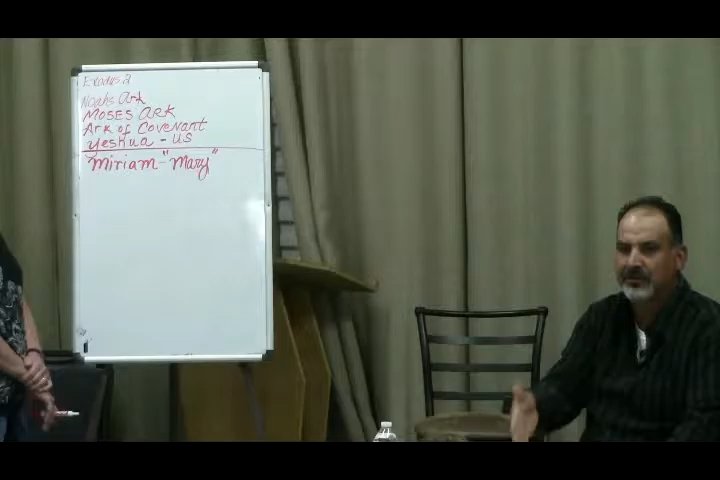 Exodus 2
Noahs Ark
MOSES ARK
Ark of Covenant
Yeshua - US
Miriam - "Mary"